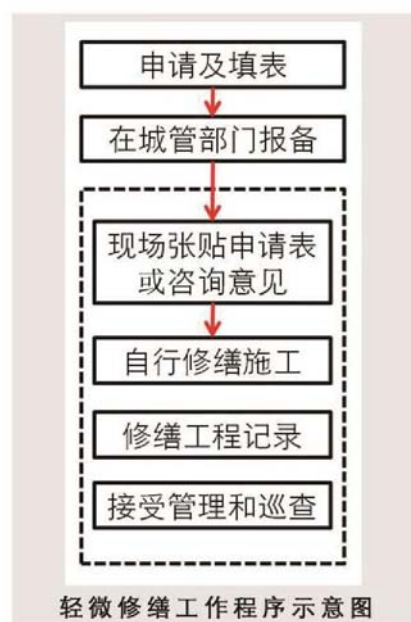 申请及填表
在城管部门报备
现场张贴申请表
或咨询意见
自行修缮施工
修缮工程记录
接受管理和巡查
轻微修缮工作程序示意图